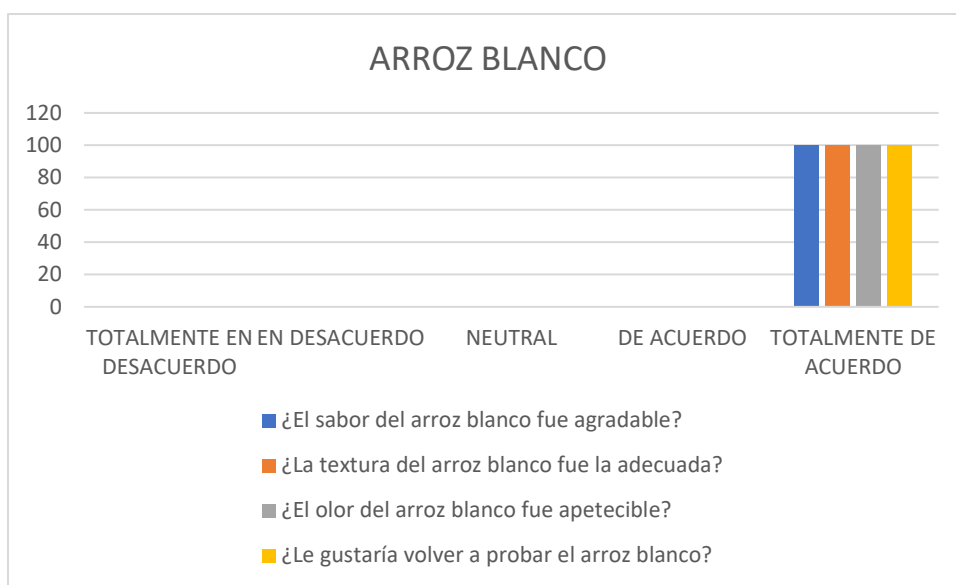 ARROZ BLANCO
120
100
80
60
40
20
0
TOTALMENTE EN EN DESACUERDO NEUTRAL DE ACUERDO TOTALMENTE DE
DESACUERDO ACUERDO
¿El sabor del arroz blanco fue agradable?
¿La textura del arroz blanco fue la adecuada?
¿El olor del arroz blanco fue apetecible?
¿Le gustaría volver a probar el arroz blanco?